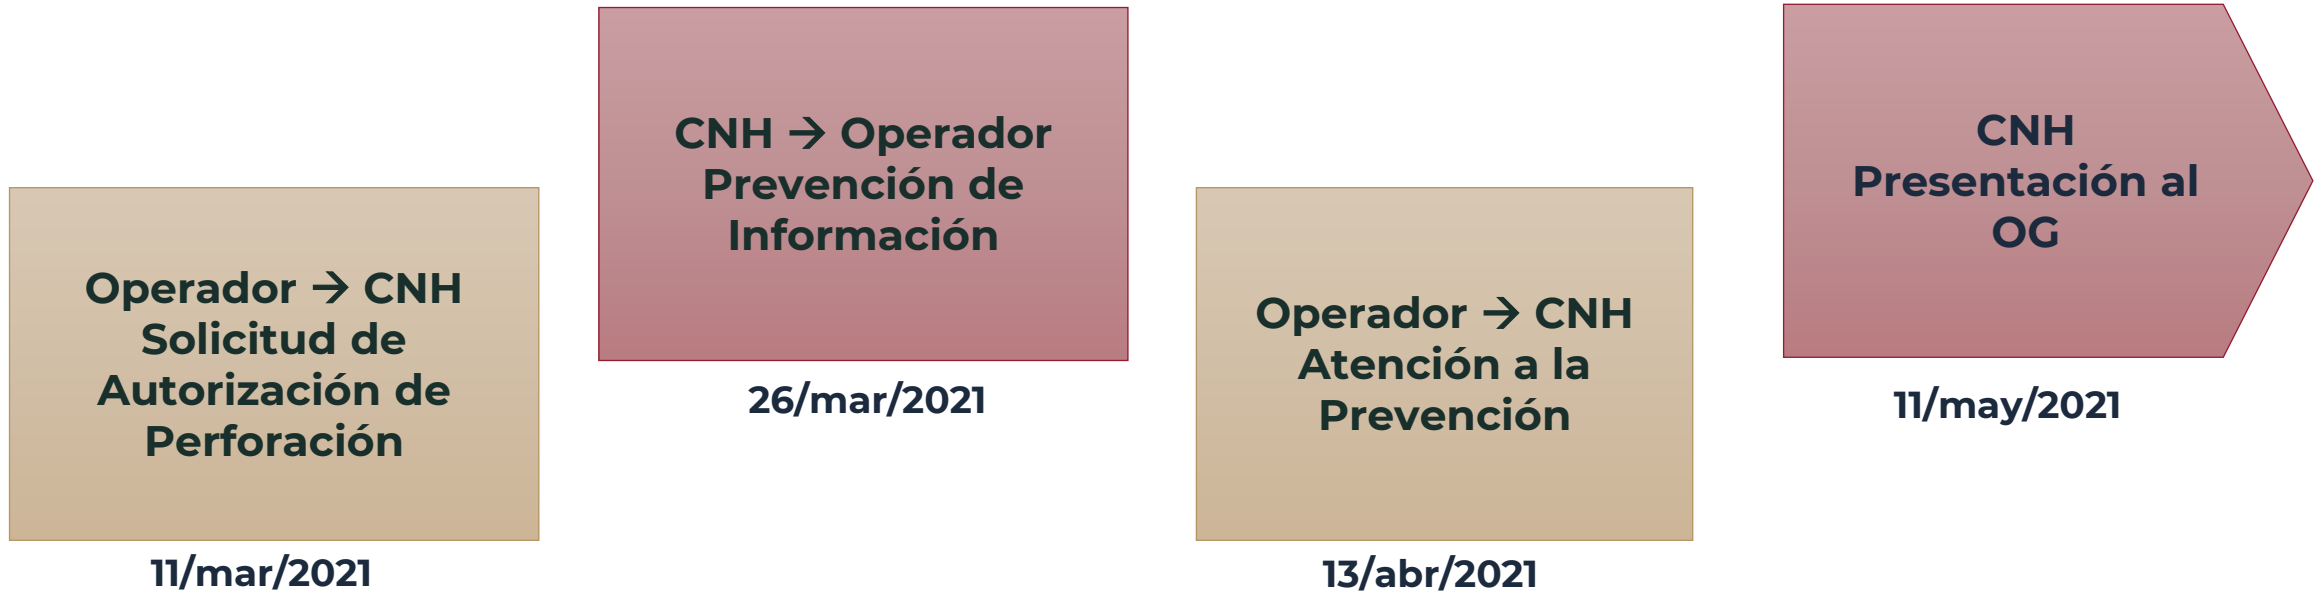 Operador → CNH
Solicitud de
Autorización de
Perforación
11/mar/2021
CNH → Operador
Prevención de
Información
26/mar/2021
Operador → CNH
Atención a la
Prevención
13/abr/2021
CNH
Presentación al
OG
11/may/2021